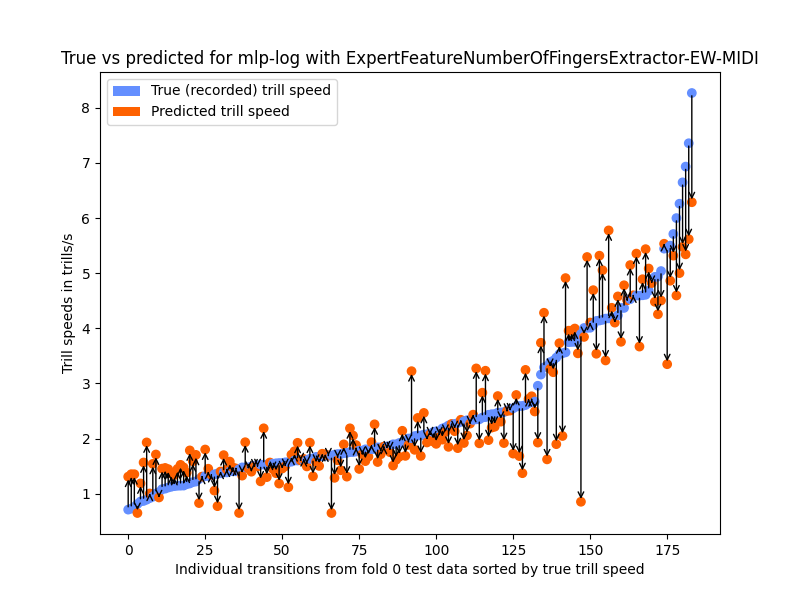 True vs predicted for mlp-log with ExpertFeatureNumberOfFingersExtractor-EW-MIDI
True (recorded) trill speed
Predicted trill speed
8
7
6
5
4
3
2
1
Trill speeds in trills/s
0 25 50 75 100 125 150 175
Individual transitions from fold 0 test data sorted by true trill speed